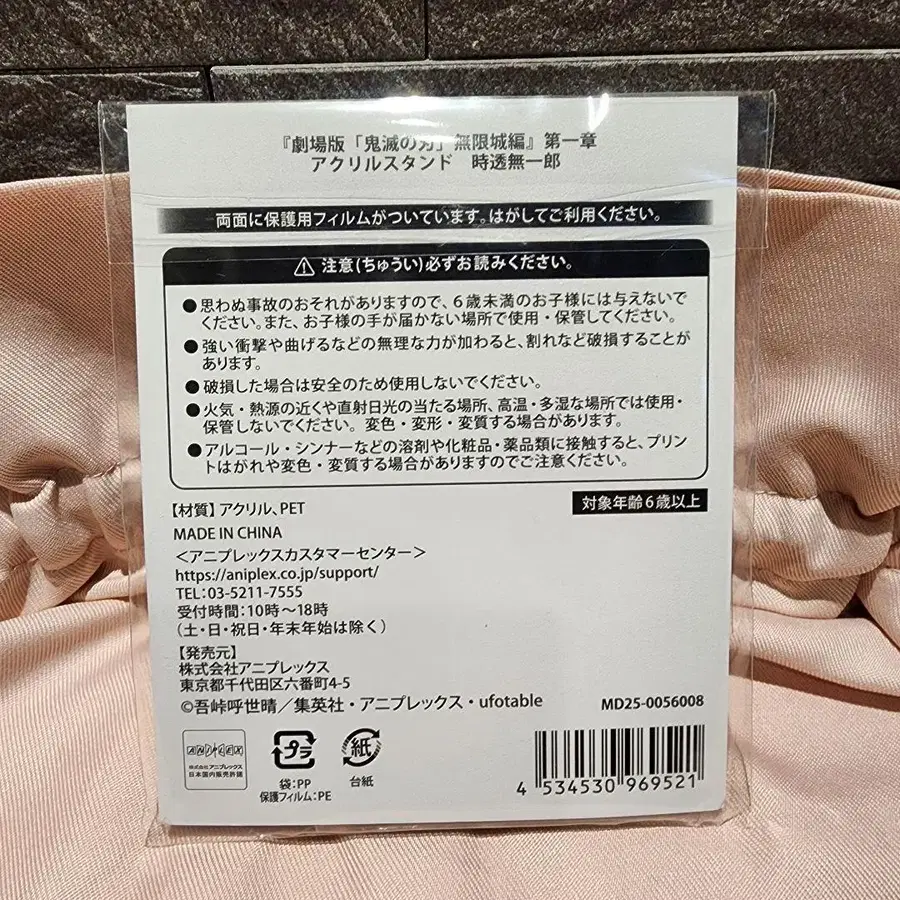 『劇場版「鬼滅の刃」無限城編』第一章
アクリルスタンド　時透無一郎
両面に保護用フィルムがついています。はがしてご利用ください。
注意(ちゅうい)必ずお読みください。
●思わぬ事故のおそれがありますので、6歳未満のお子様には与えないで
ください。また、お子様の手が届かない場所で使用・保管してください。
●強い衝撃や曲げるなどの無理な力が加わると、割れなど破損することが
あります。
●破損した場合は安全のため使用しないでください。
●火気・熱源の近くや直射日光の当たる場所、高温・多湿な場所では使用・
保管しないでください。変色・変形・変質する場合があります。
●アルコール・シンナーなどの溶剤や化粧品・薬品類に接触すると、プリン
トはがれや変色・変質する場合がありますのでご注意ください。
【材質】アクリル、PET
対象年齢6歳以上
MADE IN CHINA
＜アニプレックスカスタマーセンター＞
https://aniplex.co.jp/support/
TEL:03-5211-7555
受付時間:10時～18時
(土・日・祝日・年末年始は除く)
【発売元】
株式会社アニプレックス
東京都千代田区六番町4-5
©吾峠呼世晴／集英社・アニプレックス・ufotable
MD25-0056008
ANIPLEX
株式会社アニプレックス
日本国内販売許諾
プラ
袋:PP
保護フィルム:PE
紙
台紙
4 534530 969521